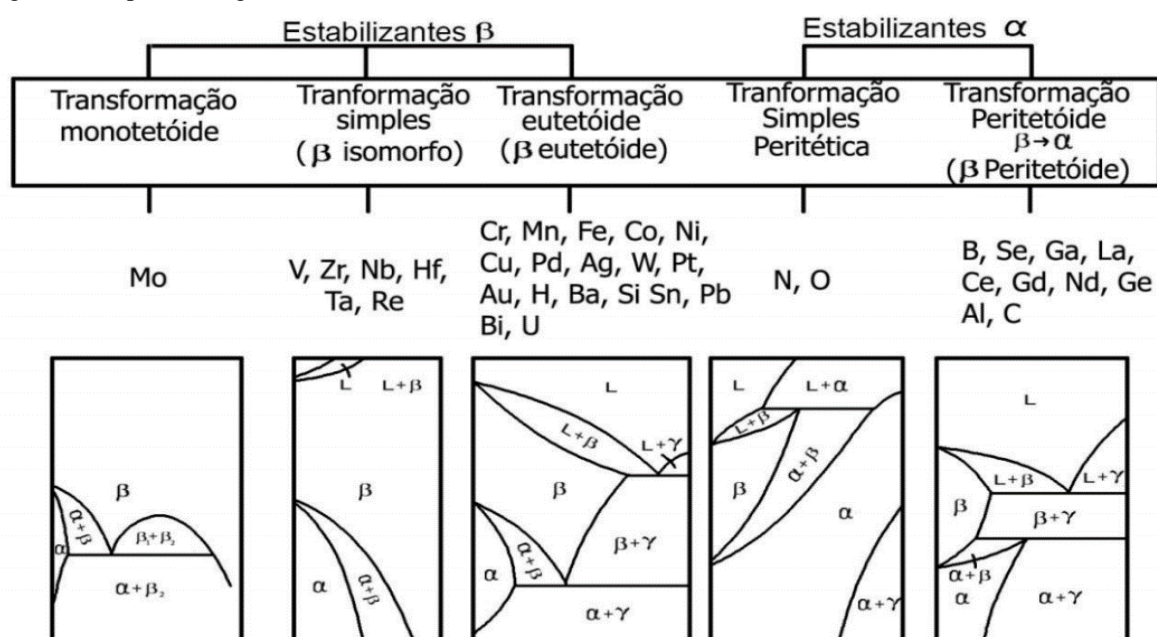 Estabilizantes β
Estabilizantes α
Transformação
monotetóide
Tranformação
simples
(β isomorfo)
Transformação
eutetóide
(β eutetóide)
Tranformação
Simples
Peritética
Transformação
Peritetóide
β→α
(β Peritetóide)
Mo
V, Zr, Nb, Hf,
Ta, Re
Cr, Mn, Fe, Co, Ni,
Cu, Pd, Ag, W, Pt,
Au, H, Ba, Si Sn, Pb
Bi, U
N, O
B, Se, Ga, La,
Ce, Gd, Nd, Ge
Al, C
β
α+β
α
β₁+β₂
α+β₂
L
L+β
β
α
α+β
L
L+β
L+γ
β
α
α+β
β+γ
α+γ
L
L+α
L+β
β
α+β
α
α+γ
L
L+β
L+γ
β
β+γ
α+β
α
α+γ